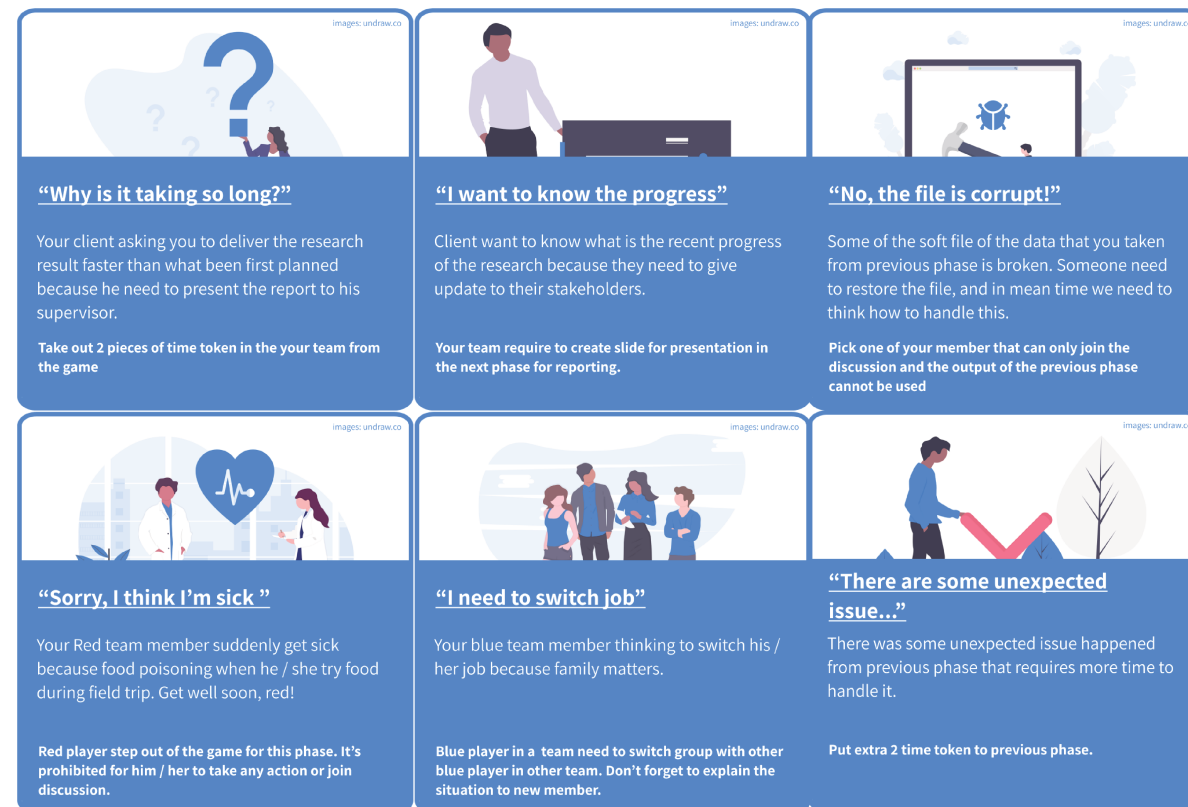 images: undraw.co
“Why is it taking so long?”
Your client asking you to deliver the research
result faster than what been first planned
because he need to present the report to his
supervisor.
Take out 2 pieces of time token in the your team from
the game
images: undraw.co
“I want to know the progress”
Client want to know what is the recent progress
of the research because they need to give
update to their stakeholders.
Your team require to create slide for presentation in
the next phase for reporting.
images: undraw.co
“No, the file is corrupt!”
Some of the soft file of the data that you taken
from previous phase is broken. Someone need
to restore the file, and in mean time we need to
think how to handle this.
Pick one of your member that can only join the
discussion and the output of the previous phase
cannot be used
images: undraw.co
“Sorry, I think I’m sick ”
Your Red team member suddenly get sick
because food poisoning when he / she try food
during field trip. Get well soon, red!
Red player step out of the game for this phase. It’s
prohibited for him / her to take any action or join
discussion.
images: undraw.co
“I need to switch job”
Your blue team member thinking to switch his /
her job because family matters.
Blue player in a team need to switch group with other
blue player in other team. Don’t forget to explain the
situation to new member.
images: undraw.co
“There are some unexpected
issue...”
There was some unexpected issue happened
from previous phase that requires more time to
handle it.
Put extra 2 time token to previous phase.